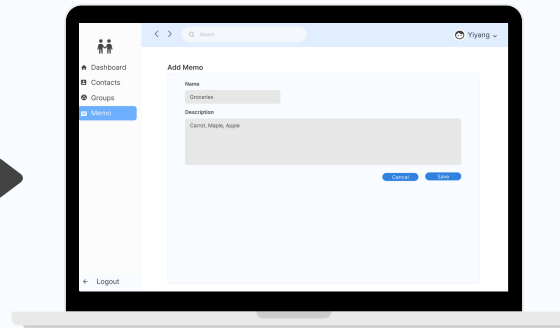 Search
Yiyang
Dashboard
Contacts
Groups
Memo
Logout
Add Memo
Name
Groceries
Description
Carrot, Maple, Apple
Cancel
Save